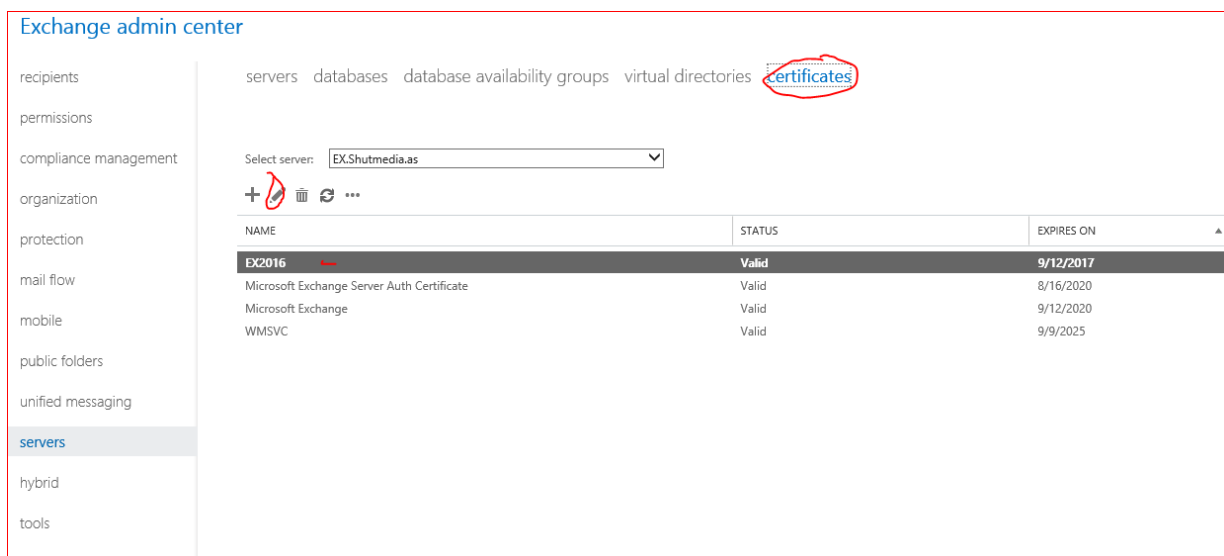 Exchange admin center
recipients
permissions
compliance management
organization
protection
mail flow
mobile
public folders
unified messaging
servers
hybrid
tools
servers databases database availability groups virtual directories certificates
Select server: EX.Shutmedia.as
NAME STATUS EXPIRES ON
EX2016 Valid 9/12/2017
Microsoft Exchange Server Auth Certificate Valid 8/16/2020
Microsoft Exchange Valid 9/12/2020
WMSVC Valid 9/9/2025